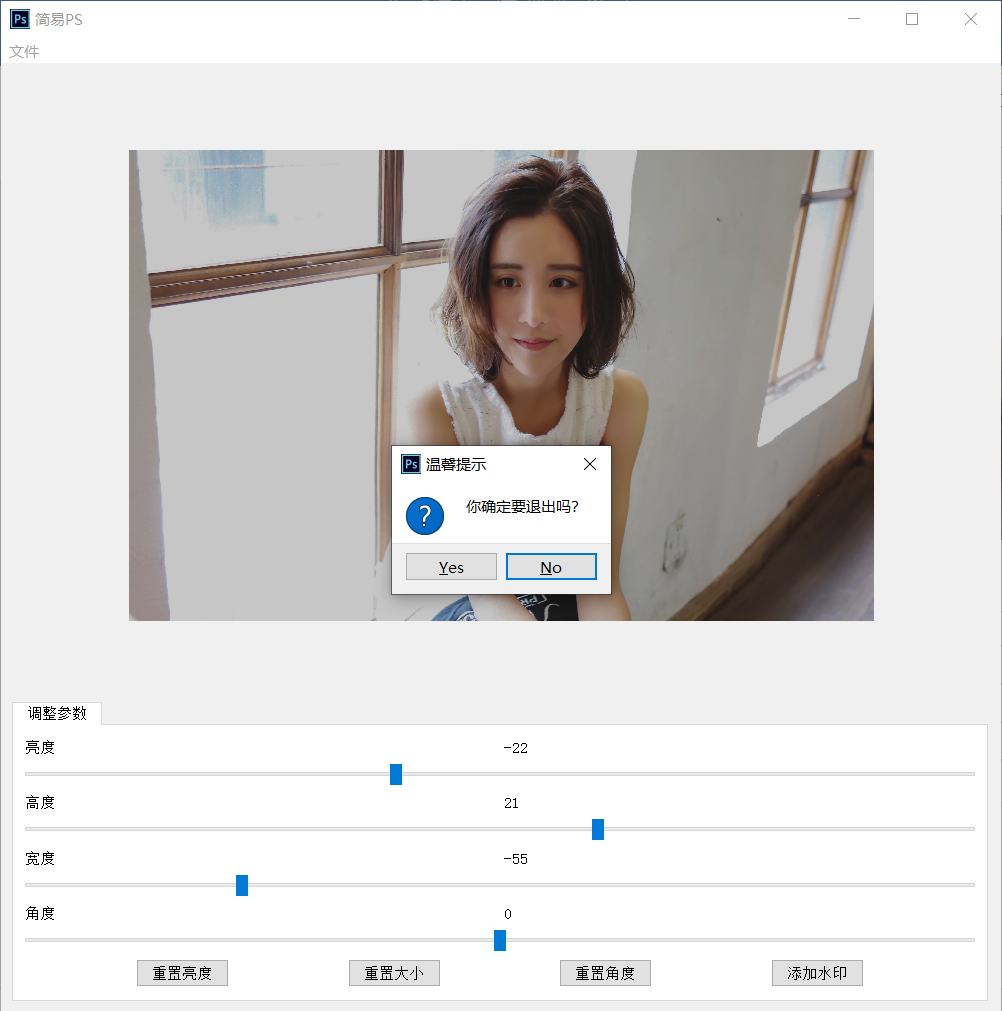 Ps 简易PS
文件
Ps 温馨提示
?
你确定要退出吗?
Yes No
调整参数
亮度 -22
高度 21
宽度 -55
角度 0
重置亮度 重置大小 重置角度 添加水印